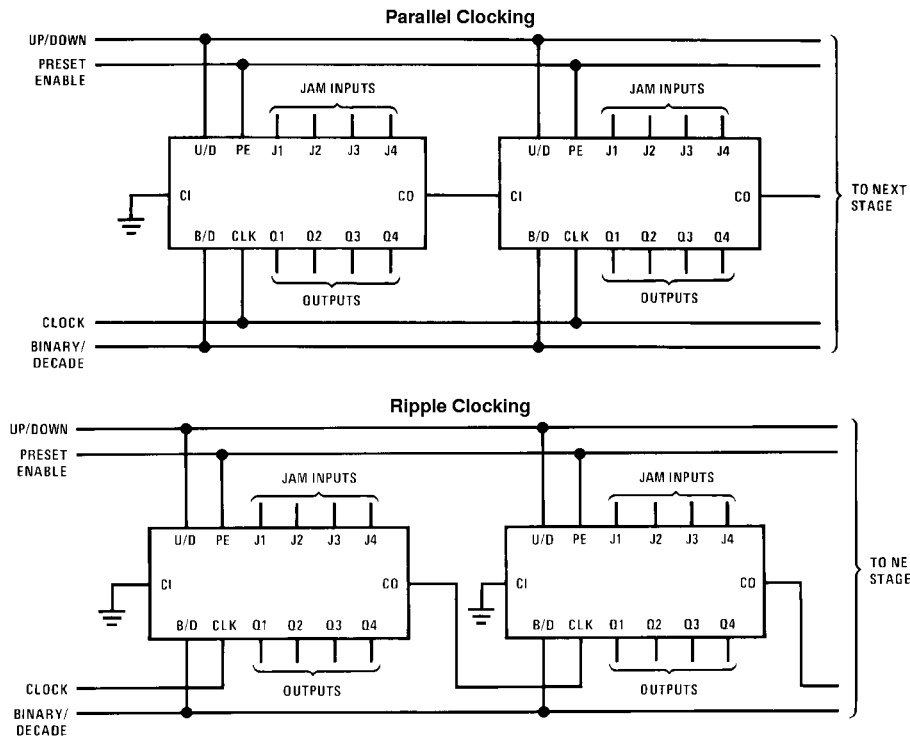 Parallel Clocking
UP/DOWN
PRESET
ENABLE
JAM INPUTS
JAM INPUTS
U/D PE J1 J2 J3 J4
U/D PE J1 J2 J3 J4
CI
CO
CI
CO
TO NEXT
STAGE
B/D CLK Q1 Q2 Q3 Q4
B/D CLK Q1 Q2 Q3 Q4
OUTPUTS
OUTPUTS
CLOCK
BINARY/
DECADE
Ripple Clocking
UP/DOWN
PRESET
ENABLE
JAM INPUTS
JAM INPUTS
U/D PE J1 J2 J3 J4
U/D PE J1 J2 J3 J4
CI
CO
CI
CO
TO NE
STAGE
B/D CLK Q1 Q2 Q3 Q4
B/D CLK Q1 Q2 Q3 Q4
OUTPUTS
OUTPUTS
CLOCK
BINARY/
DECADE